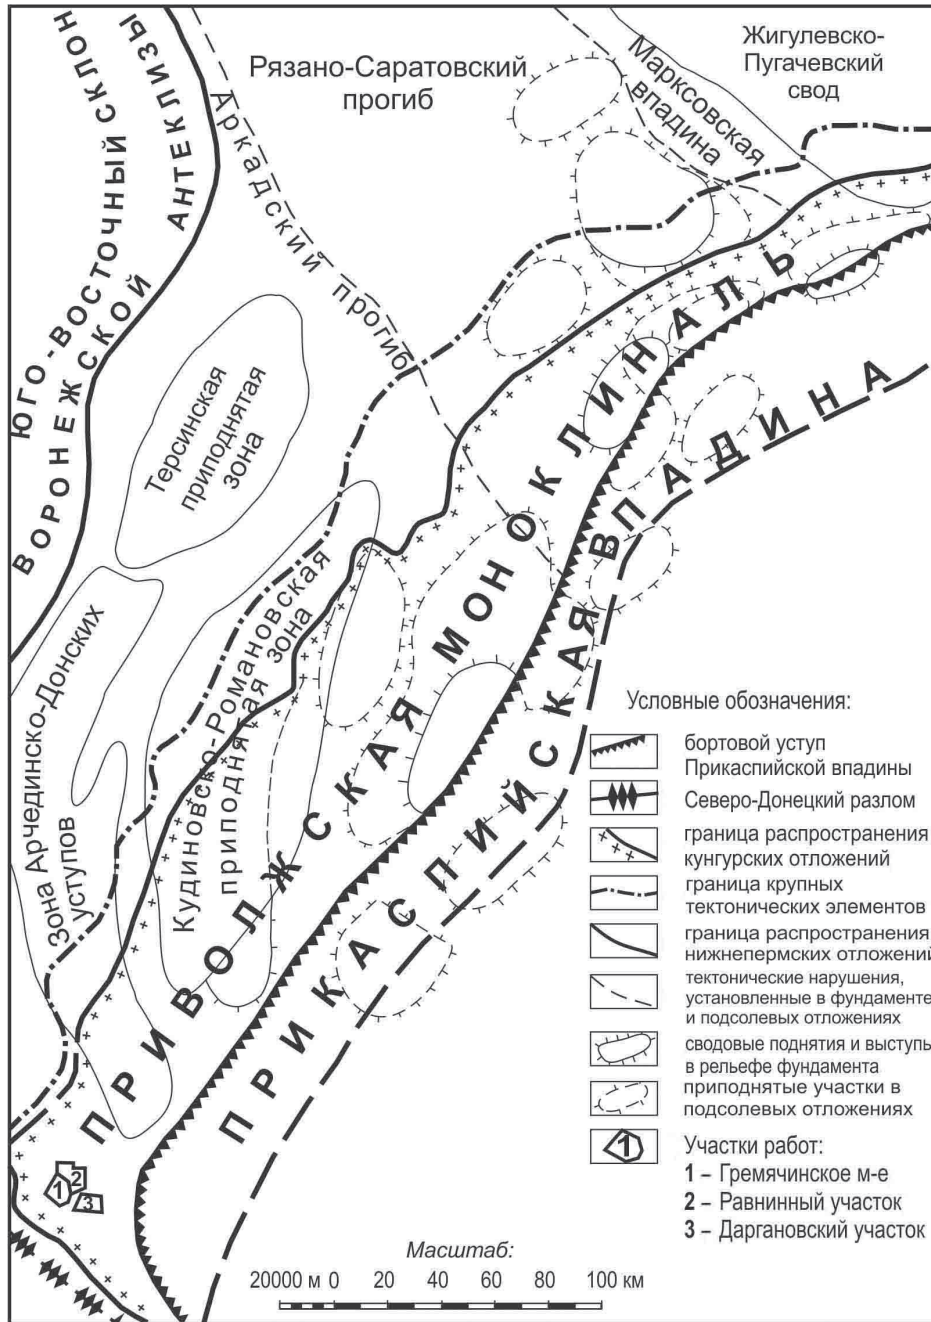 Рязано-Саратовский
прогиб
Жигулевско-
Пугачевский
свод
Марксовская
впадина
Аркадский прогиб
ЮГО-ВОСТОЧНЫЙ СКЛОН
ВОРОНЕЖСКОЙ АНТЕКЛИЗЫ
Терсинская
приподнятая
зона
Зона Арчединско-Донских
уступов
Кудиновско-Романовская
приподнятая зона
ПРИВОЛЖСКАЯ МОНОКЛИНАЛЬ
ПРИКАСПИЙСКАЯ ВПАДИНА
Условные обозначения:
бортовой уступ
Прикаспийской впадины
Северо-Донецкий разлом
граница распространения
кунгурских отложений
граница крупных
тектонических элементов
граница распространения
нижнепермских отложений
тектонические нарушения,
установленные в фундаменте
и подсолевых отложениях
сводовые поднятия и выступы
в рельефе фундамента
приподнятые участки в
подсолевых отложениях
1
Участки работ:
1 – Гремячинское м-е
2 – Равнинный участок
3 – Даргановский участок
2
1
3
Масштаб:
20000 м 0 20 40 60 80 100 км